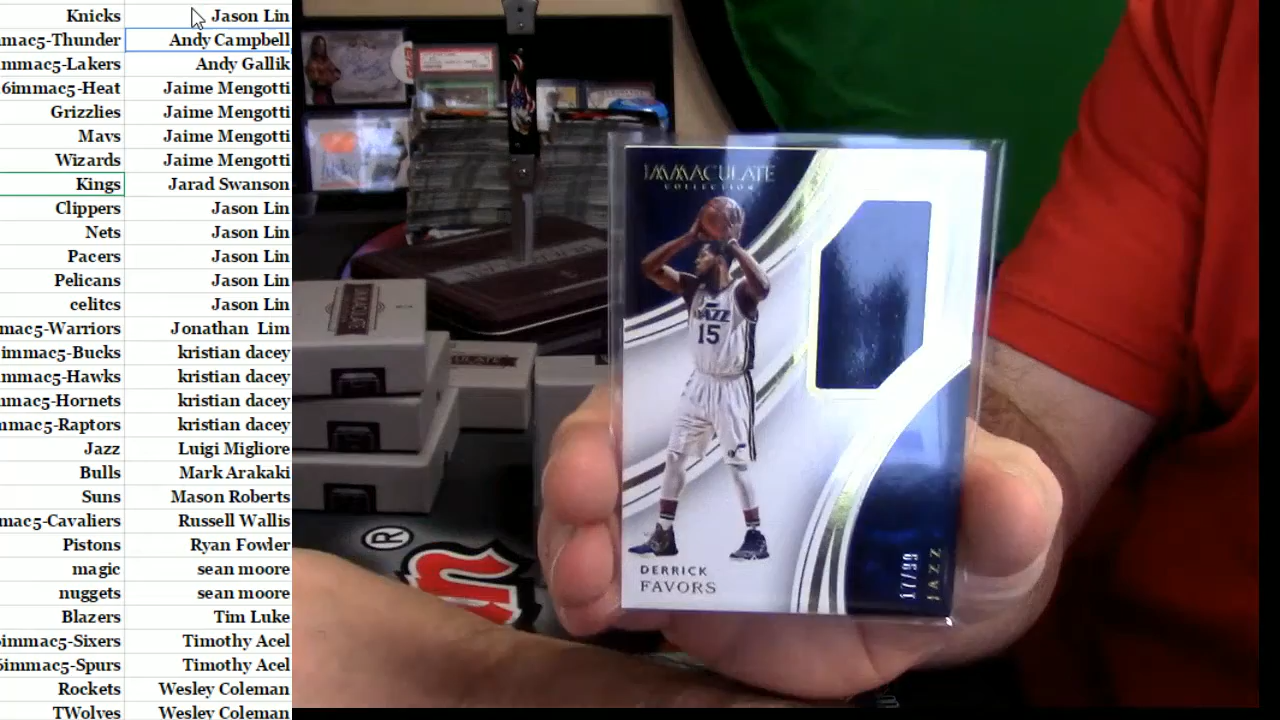 Knicks Jason Lin
mac5-Thunder Andy Campbell
mmac5-Lakers Andy Gallik
6immac5-Heat Jaime Mengotti
Grizzlies Jaime Mengotti
Mavs Jaime Mengotti
Wizards Jaime Mengotti
Kings Jarad Swanson
Clippers Jason Lin
Nets Jason Lin
Pacers Jason Lin
Pelicans Jason Lin
celitcs Jason Lin
mac5-Warriors Jonathan Lim
immac5-Bucks kristian dacey
mmac5-Hawks kristian dacey
mac5-Hornets kristian dacey
mac5-Raptors kristian dacey
Jazz Luigi Migliore
Bulls Mark Arakaki
Suns Mason Roberts
mac5-Cavaliers Russell Wallis
Pistons Ryan Fowler
magic sean moore
nuggets sean moore
Blazers Tim Luke
immac5-Sixers Timothy Acel
6immac5-Spurs Timothy Acel
Rockets Wesley Coleman
TWolves Wesley Coleman
IMMACULATE
COLLECTION
JAZZ
15
DERRICK
FAVORS
17/99
JAZZ
®